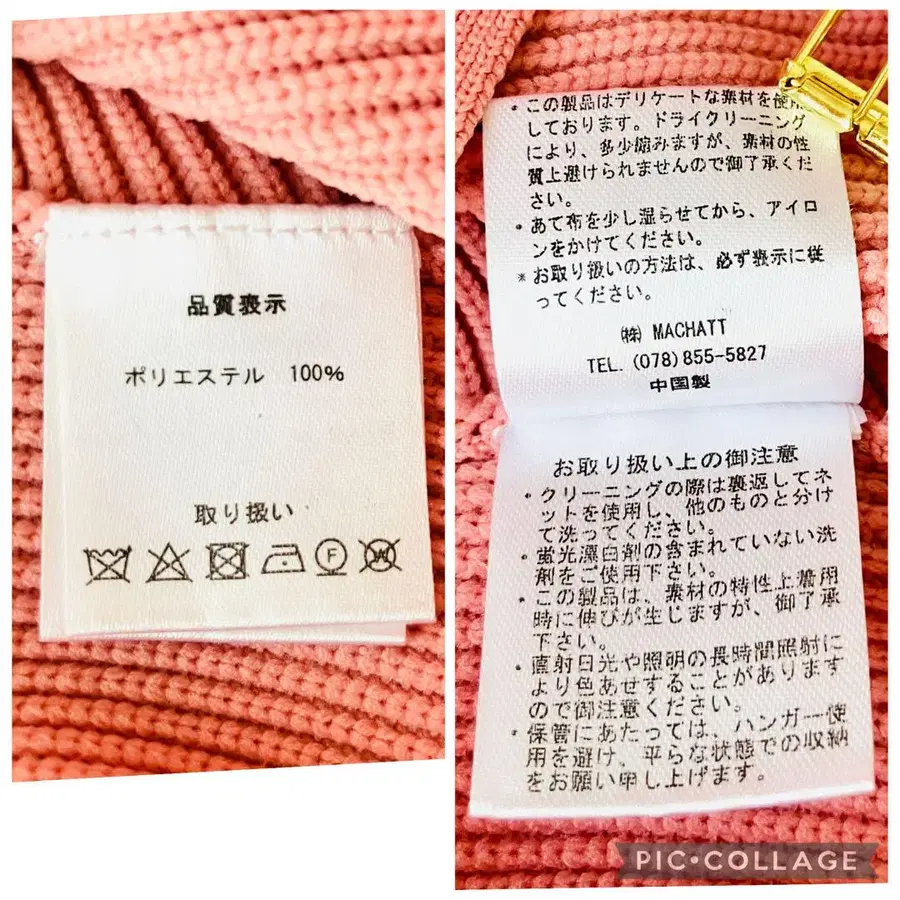 品質表示
ポリエステル 100%
取り扱い
F
W
・この製品はデリケートな素材を使用
しております。ドライクリーニング
により、多少縮みますが、素材の性
質上避けられませんので御了承くだ
さい。
・あて布を少し湿らせてから、アイロ
ンをかけてください。
*お取り扱いの方法は、必ず表示に従
ってください。
㈱ MACHATT
TEL. (078)855-5827
中国製
お取り扱い上の御注意
・クリーニングの際は裏返してネ
ットを使用し、他のものと分け
て洗ってください。
・蛍光漂白剤の含まれていない洗
剤をご使用下さい。
・この製品は、素材の特性上着用
時に伸びが生じますが、御了承
下さい。
・直射日光や照明の長時間照射に
より色あせすることがあります
ので御注意ください。
・保管にあたっては、ハンガー使
用を避け、平らな状態での収納
をお願い申し上げます。
PIC•COLLAGE